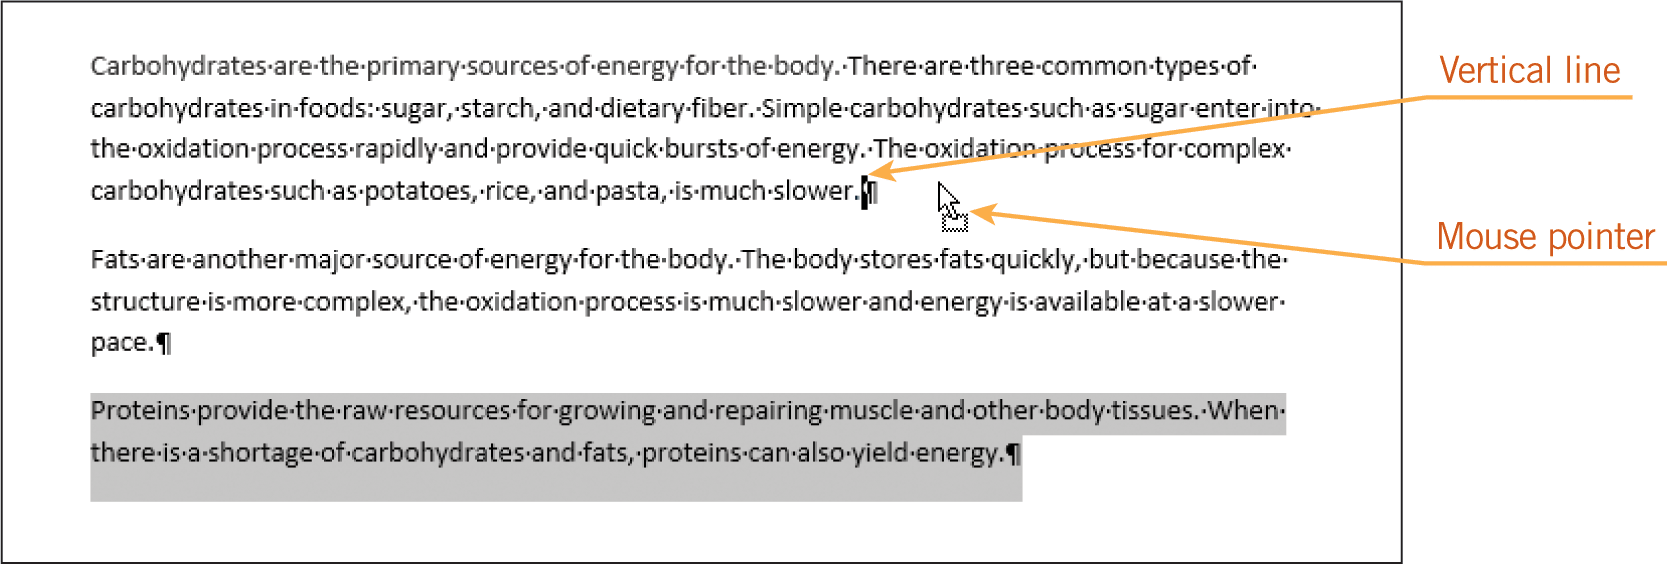 Carbohydrates·are·the·primary·sources·of·energy·for·the·body.·There·are·three·common·types·of·
carbohydrates·in·foods:·sugar,·starch,·and·dietary·fiber.·Simple·carbohydrates·such·as·sugar·enter·into·
the·oxidation·process·rapidly·and·provide·quick·bursts·of·energy.·The·oxidation·process·for·complex·
carbohydrates·such·as·potatoes,·rice,·and·pasta,·is·much·slower.¶
Fats·are·another·major·source·of·energy·for·the·body.·The·body·stores·fats·quickly,·but·because·the·
structure·is·more·complex,·the·oxidation·process·is·much·slower·and·energy·is·available·at·a·slower·
pace.¶
Proteins·provide·the·raw·resources·for·growing·and·repairing·muscle·and·other·body·tissues.·When·
there·is·a·shortage·of·carbohydrates·and·fats,·proteins·can·also·yield·energy.¶
Vertical line
Mouse pointer